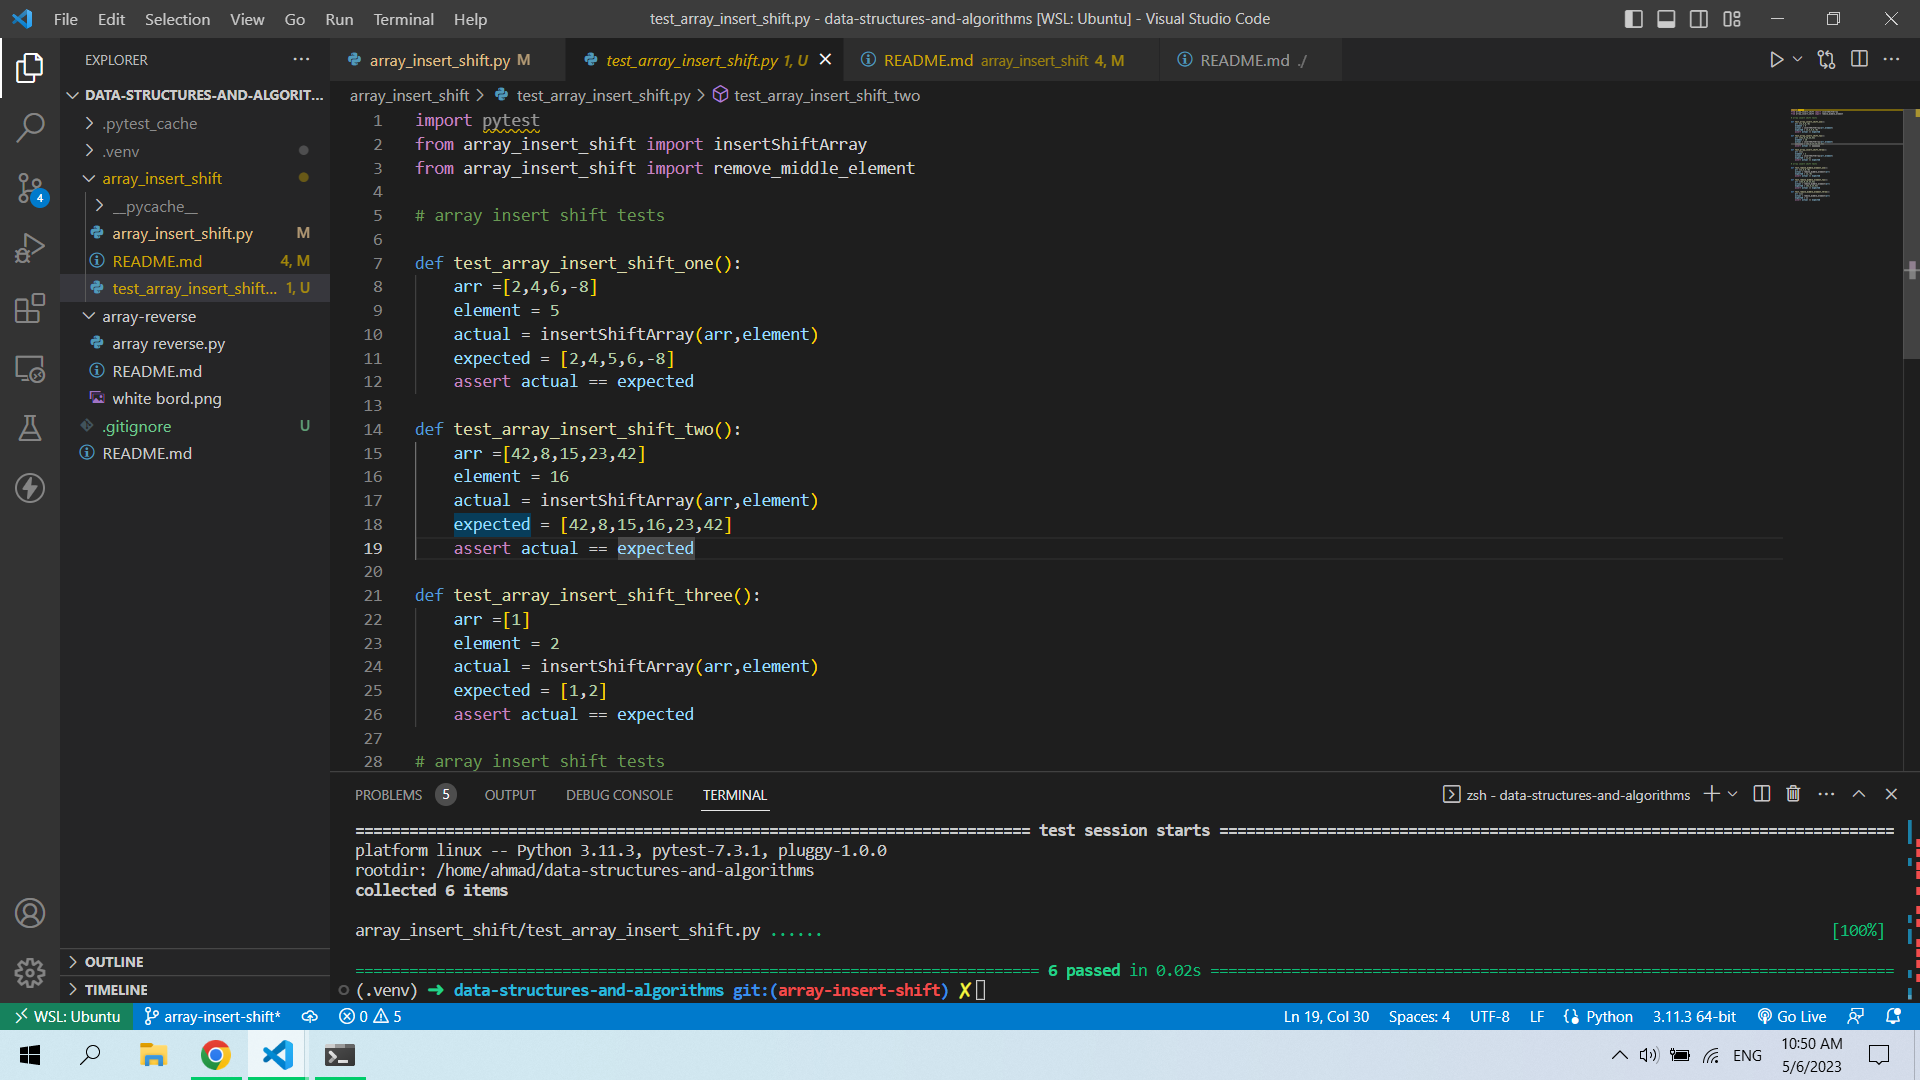 File Edit Selection View Go Run Terminal Help
test_array_insert_shift.py - data-structures-and-algorithms [WSL: Ubuntu] - Visual Studio Code
EXPLORER
DATA-STRUCTURES-AND-ALGORIT...
.pytest_cache
.venv
array_insert_shift
__pycache__
array_insert_shift.py M
README.md 4, M
test_array_insert_shift... 1, U
array-reverse
array reverse.py
README.md
white bord.png
.gitignore U
README.md
OUTLINE
TIMELINE
4
array_insert_shift.py M
test_array_insert_shift.py 1, U
README.md array_insert_shift 4, M
README.md ./
array_insert_shift > test_array_insert_shift.py > test_array_insert_shift_two
1 import pytest
2 from array_insert_shift import insertShiftArray
3 from array_insert_shift import remove_middle_element
4
5 # array insert shift tests
6
7 def test_array_insert_shift_one():
8 arr =[2,4,6,-8]
9 element = 5
10 actual = insertShiftArray(arr,element)
11 expected = [2,4,5,6,-8]
12 assert actual == expected
13
14 def test_array_insert_shift_two():
15 arr =[42,8,15,23,42]
16 element = 16
17 actual = insertShiftArray(arr,element)
18 expected = [42,8,15,16,23,42]
19 assert actual == expected
20
21 def test_array_insert_shift_three():
22 arr =[1]
23 element = 2
24 actual = insertShiftArray(arr,element)
25 expected = [1,2]
26 assert actual == expected
27
28 # array insert shift tests
PROBLEMS 5 OUTPUT DEBUG CONSOLE TERMINAL
zsh - data-structures-and-algorithms
test session starts
platform linux -- Python 3.11.3, pytest-7.3.1, pluggy-1.0.0
rootdir: /home/ahmad/data-structures-and-algorithms
collected 6 items
array_insert_shift/test_array_insert_shift.py ...... [100%]
6 passed in 0.02s
(.venv) ➜ data-structures-and-algorithms git:(array-insert-shift) ✗
WSL: Ubuntu array-insert-shift* 0 5
Ln 19, Col 30 Spaces: 4 UTF-8 LF Python 3.11.3 64-bit Go Live
ENG
10:50 AM
5/6/2023